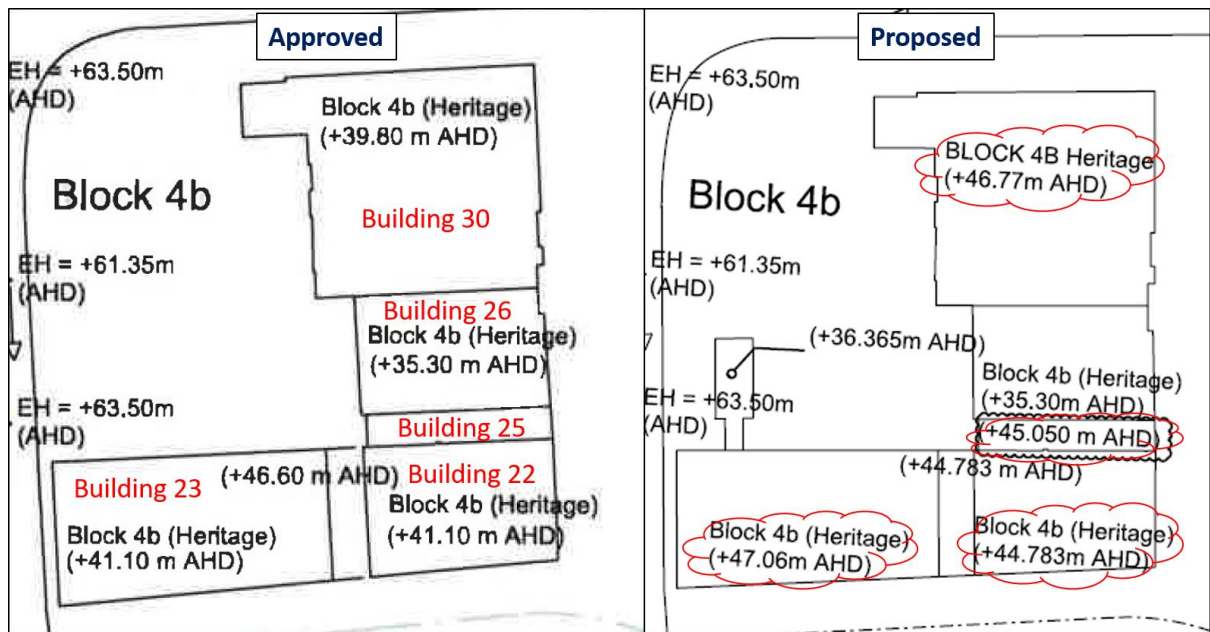 Approved
EH = +63.50m
(AHD)
Block 4b (Heritage)
(+39.80 m AHD)
Block 4b
Building 30
EH = +61.35m
(AHD)
Building 26
Block 4b (Heritage)
(+35.30 m AHD)
EH = +63.50m
(AHD)
Building 25
(+46.60 m AHD)
Building 23
Building 22
Block 4b (Heritage)
(+41.10 m AHD)
Block 4b (Heritage)
(+41.10 m AHD)
Proposed
EH = +63.50m
(AHD)
BLOCK 4B Heritage
(+46.77m AHD)
Block 4b
EH = +61.35m
(AHD)
(+36.365m AHD)
Block 4b (Heritage)
(+35.30m AHD)
EH = +63.50m
(AHD)
(+45.050 m AHD)
(+44.783 m AHD)
Block 4b (Heritage)
(+47.06m AHD)
Block 4b (Heritage)
(+44.783m AHD)